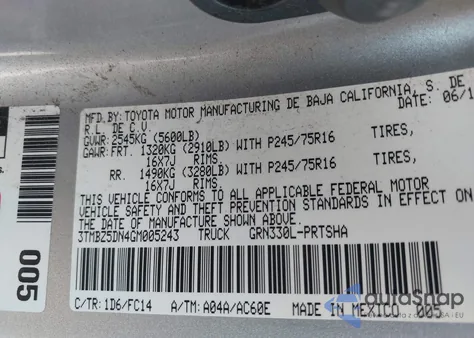 MFD.BY:TOYOTA MOTOR MANUFACTURING DE BAJA CALIFORNIA, S. DE
R.L. DE C.V. DATE: 06/1
GVWR: 2545KG (5600LB)
GAWR:FRT. 1320KG (2910LB) WITH P245/75R16 TIRES,
16X7J RIMS,
RR. 1490KG (3280LB) WITH P245/75R16 TIRES,
16X7J RIMS.
THIS VEHICLE CONFORMS TO ALL APPLICABLE FEDERAL MOTOR
VEHICLE SAFETY AND THEFT PREVENTION STANDARDS IN EFFECT ON
THE DATE OF MANUFACTURE SHOWN ABOVE.
3TMBZ5DN4GM005243 TRUCK GRN330L-PRTSHA
C/TR:1D6/FC14 A/TM:A04A/AC60E MADE IN MEXICO 005
005
autoSnap